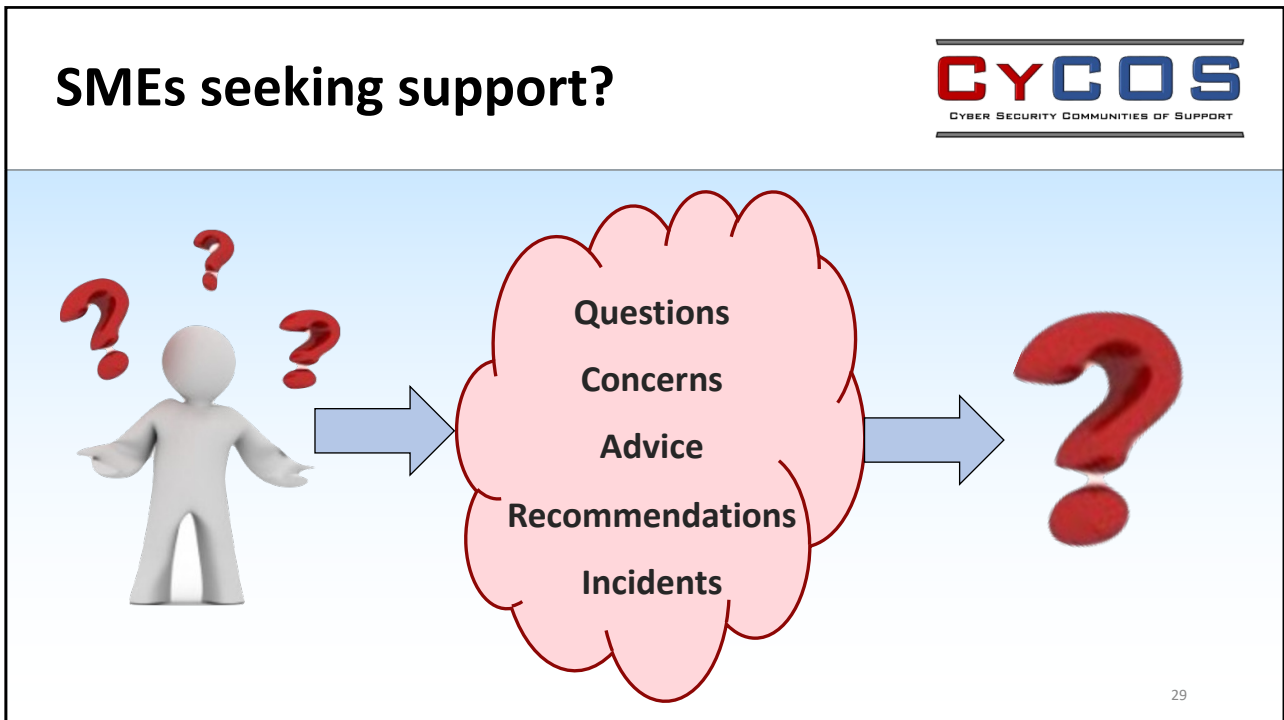 SMEs seeking support?
CyCOS
CYBER SECURITY COMMUNITIES OF SUPPORT
? ? ?
Questions
Concerns
Advice
Recommendations
Incidents
?
29